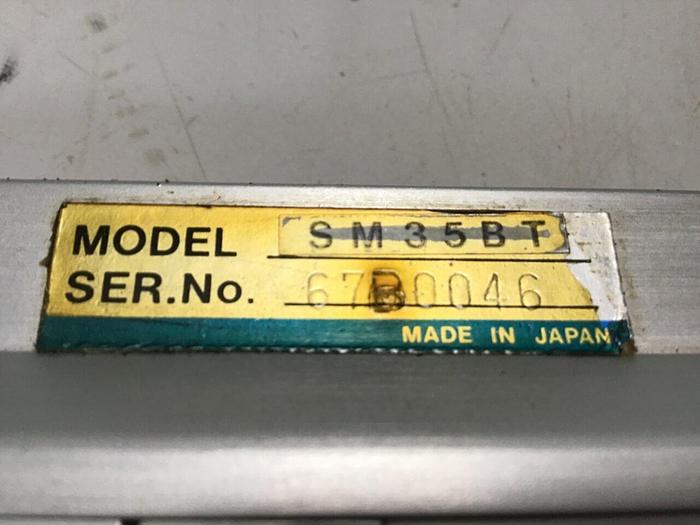 MODEL SM35BT
SER.No. 67B0046
MADE IN JAPAN